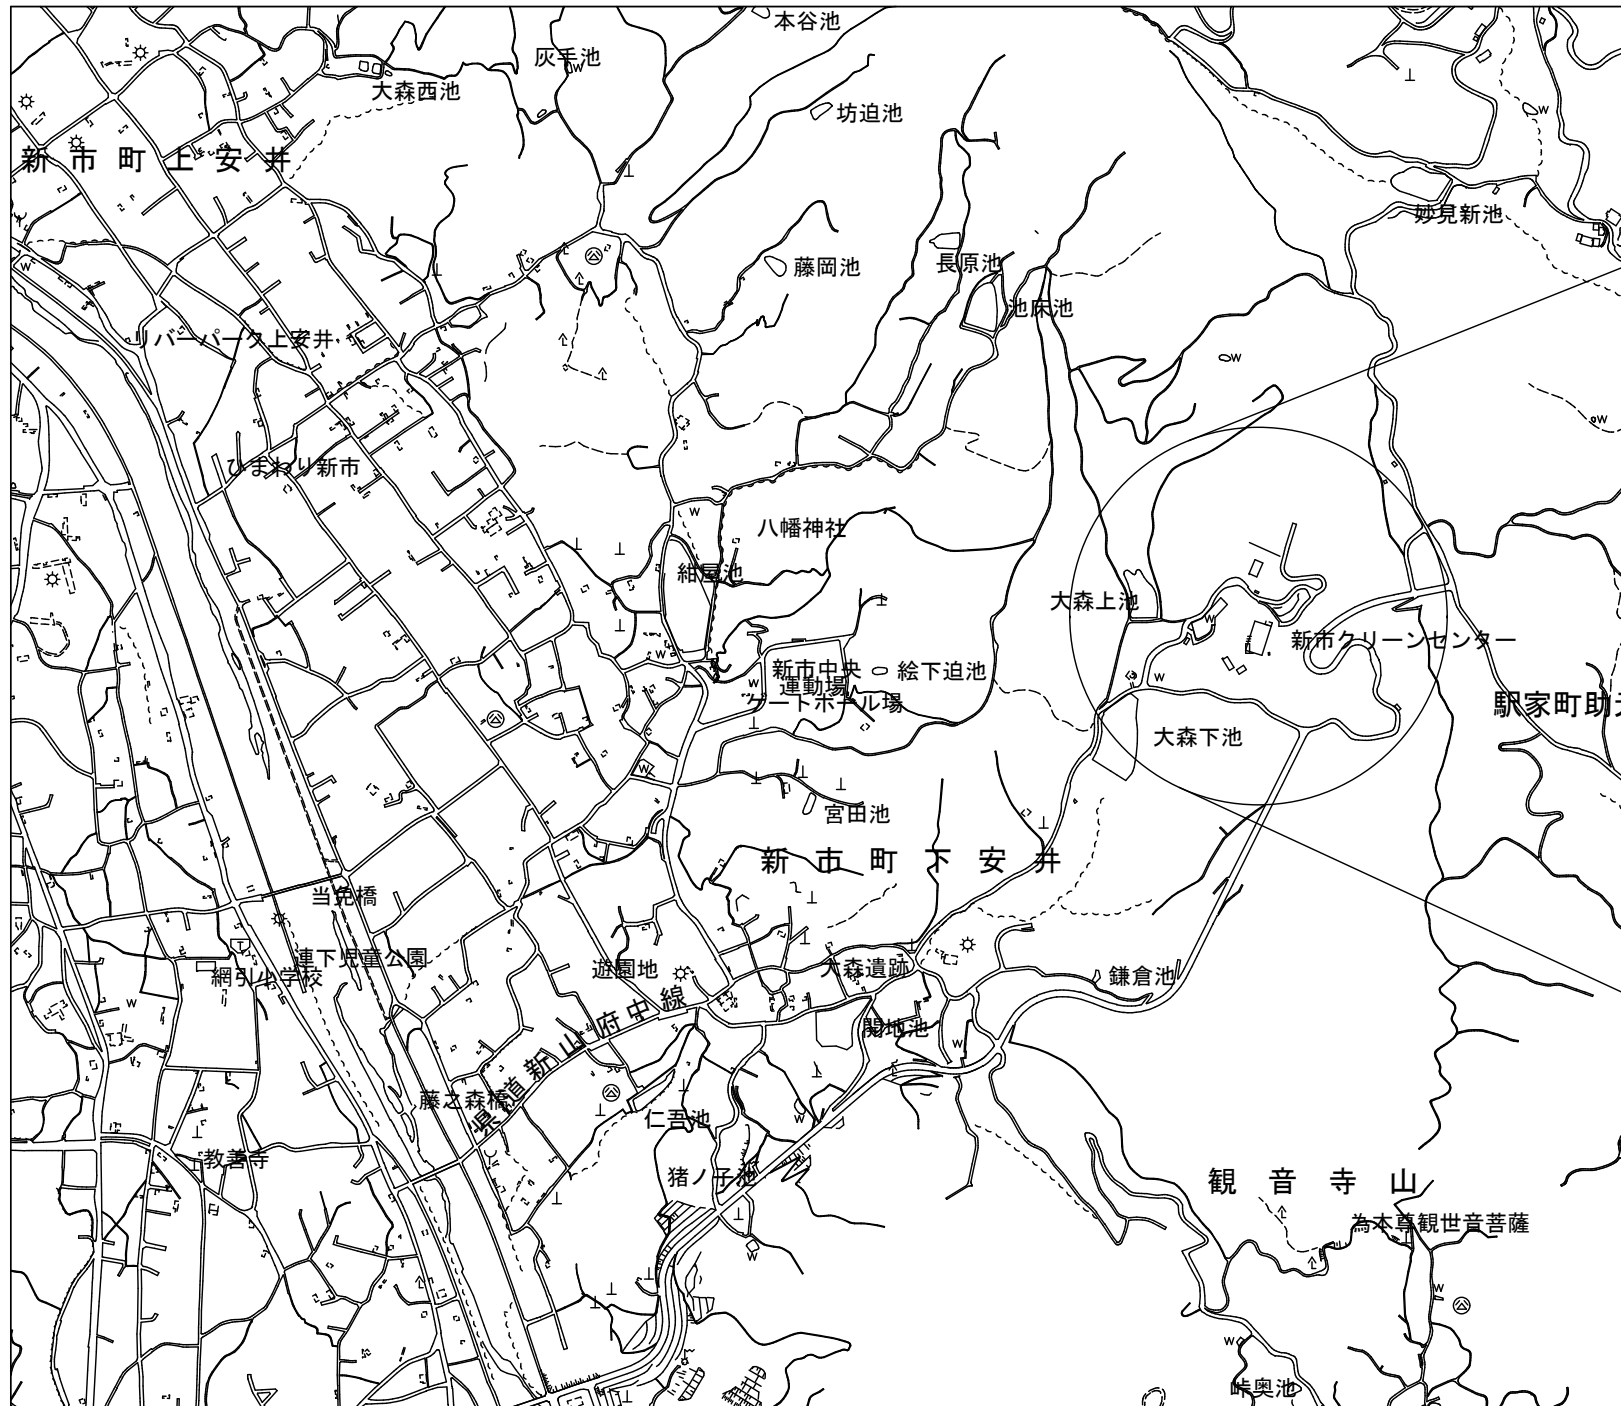 本谷池
灰手池
大森西池
坊迫池
新市町上安井
妙見新池
藤岡池
長原池
池床池
リバーパーク上安井
ひまわり新市
八幡神社
紺屋池
大森上池
新市クリーンセンター
新市中央
運動場
ゲートボール場
絵下迫池
駅家町助元
大森下池
宮田池
新市町下安井
当免橋
連下児童公園
網引小学校
遊園地
大森遺跡
鎌倉池
県道新山府中線
関地池
藤之森橋
仁吾池
教善寺
猪ノ子池
観音寺山
為本尊観世音菩薩
峠奥池